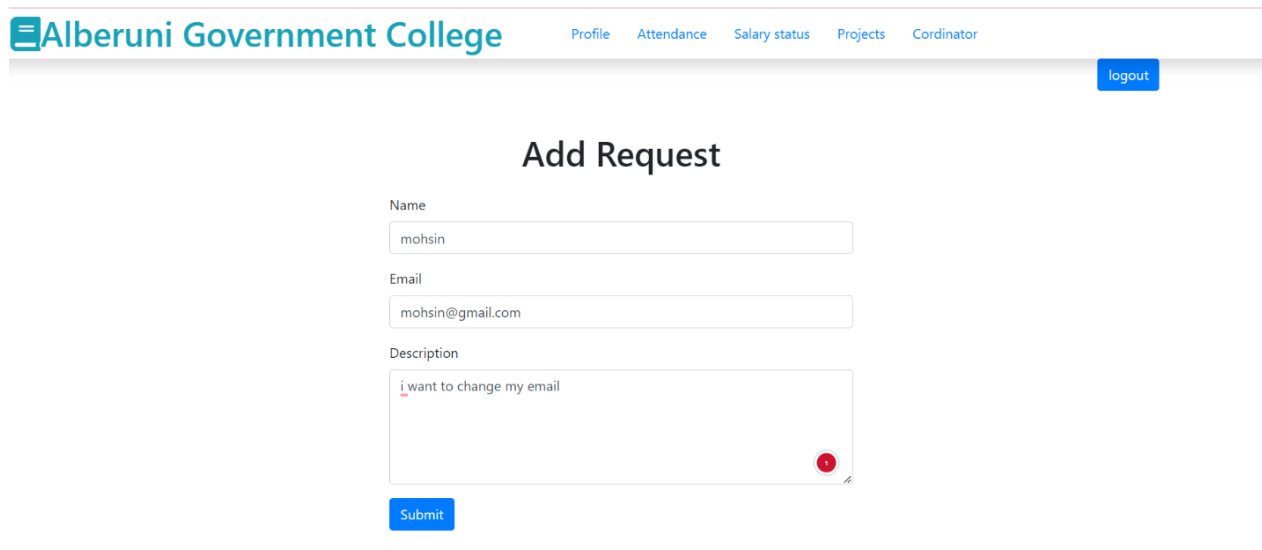 Alberuni Government College
Profile Attendance Salary status Projects Cordinator
logout
Add Request
Name
mohsin
Email
mohsin@gmail.com
Description
i want to change my email
1
Submit